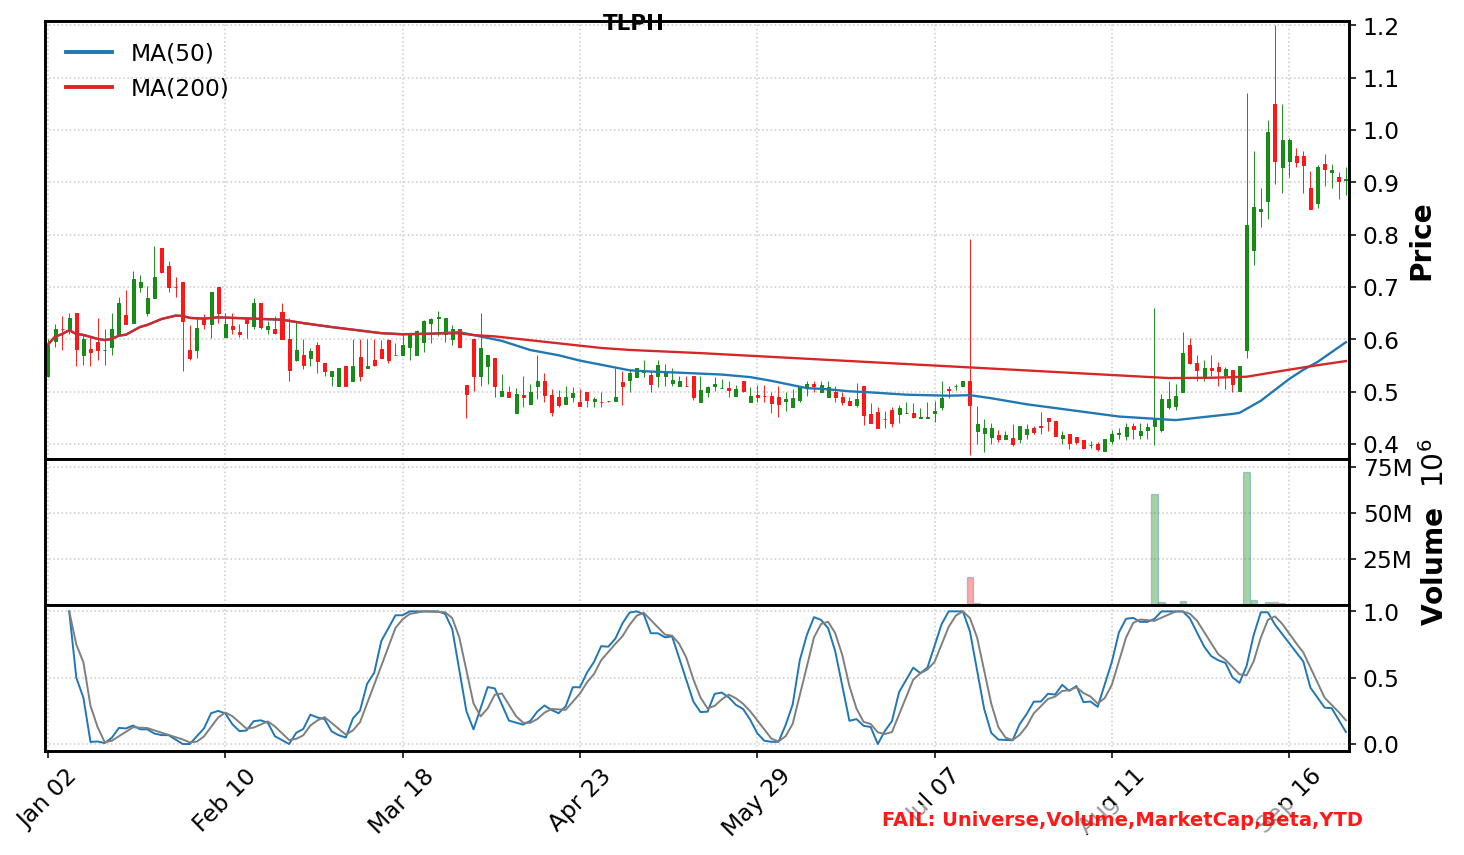 TLPH
MA(50)
MA(200)
1.2
1.1
1.0
0.9
0.8
0.7
0.6
0.5
0.4
Price
75M
50M
25M
Volume 10^6
1.0
0.5
0.0
Jan 02
Feb 10
Mar 18
Apr 23
May 29
Jul 07
Aug 11
Sep 16
FAIL: Universe,Volume,MarketCap,Beta,YTD